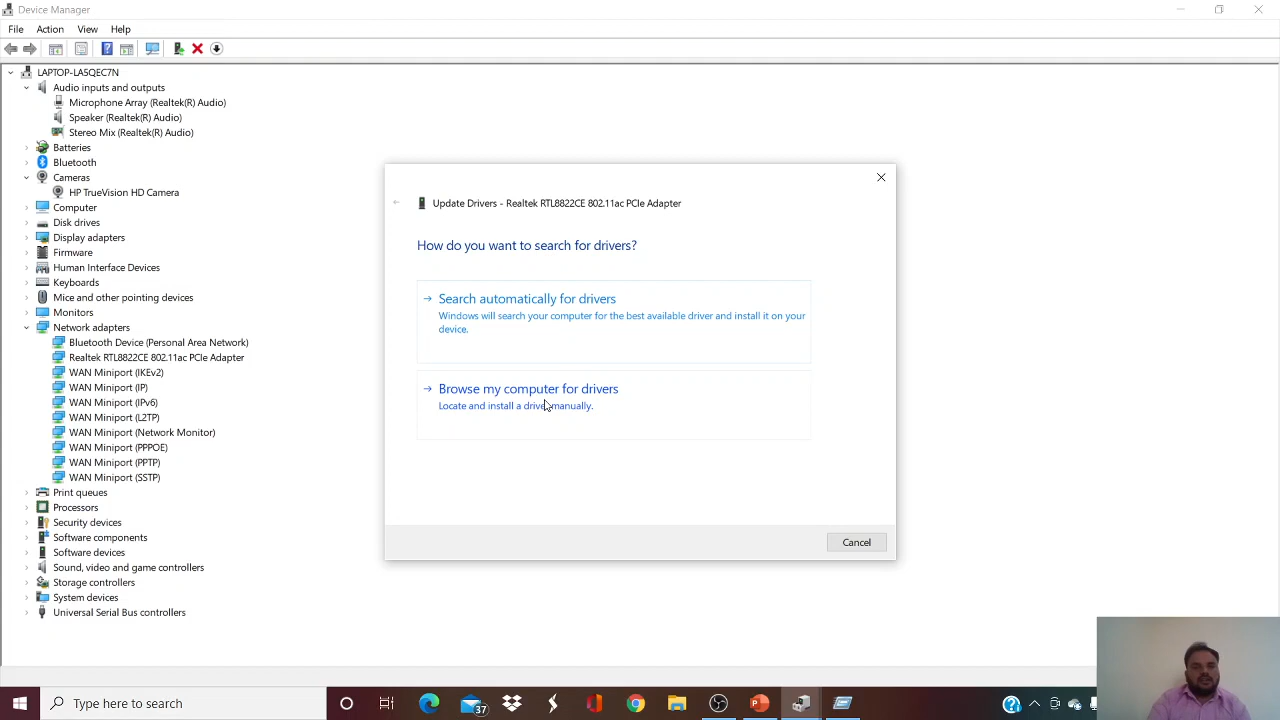 Device Manager
File Action View Help
LAPTOP-LA5QEC7N
Audio inputs and outputs
Microphone Array (Realtek(R) Audio)
Speaker (Realtek(R) Audio)
Stereo Mix (Realtek(R) Audio)
Batteries
Bluetooth
Cameras
HP TrueVision HD Camera
Computer
Disk drives
Display adapters
Firmware
Human Interface Devices
Keyboards
Mice and other pointing devices
Monitors
Network adapters
Bluetooth Device (Personal Area Network)
Realtek RTL8822CE 802.11ac PCIe Adapter
WAN Miniport (IKEv2)
WAN Miniport (IP)
WAN Miniport (IPv6)
WAN Miniport (L2TP)
WAN Miniport (Network Monitor)
WAN Miniport (PPPOE)
WAN Miniport (PPTP)
WAN Miniport (SSTP)
Print queues
Processors
Security devices
Software components
Software devices
Sound, video and game controllers
Storage controllers
System devices
Universal Serial Bus controllers
Update Drivers - Realtek RTL8822CE 802.11ac PCIe Adapter
How do you want to search for drivers?
Search automatically for drivers
Windows will search your computer for the best available driver and install it on your
device.
Browse my computer for drivers
Locate and install a driver manually.
Cancel
Type here to search
37